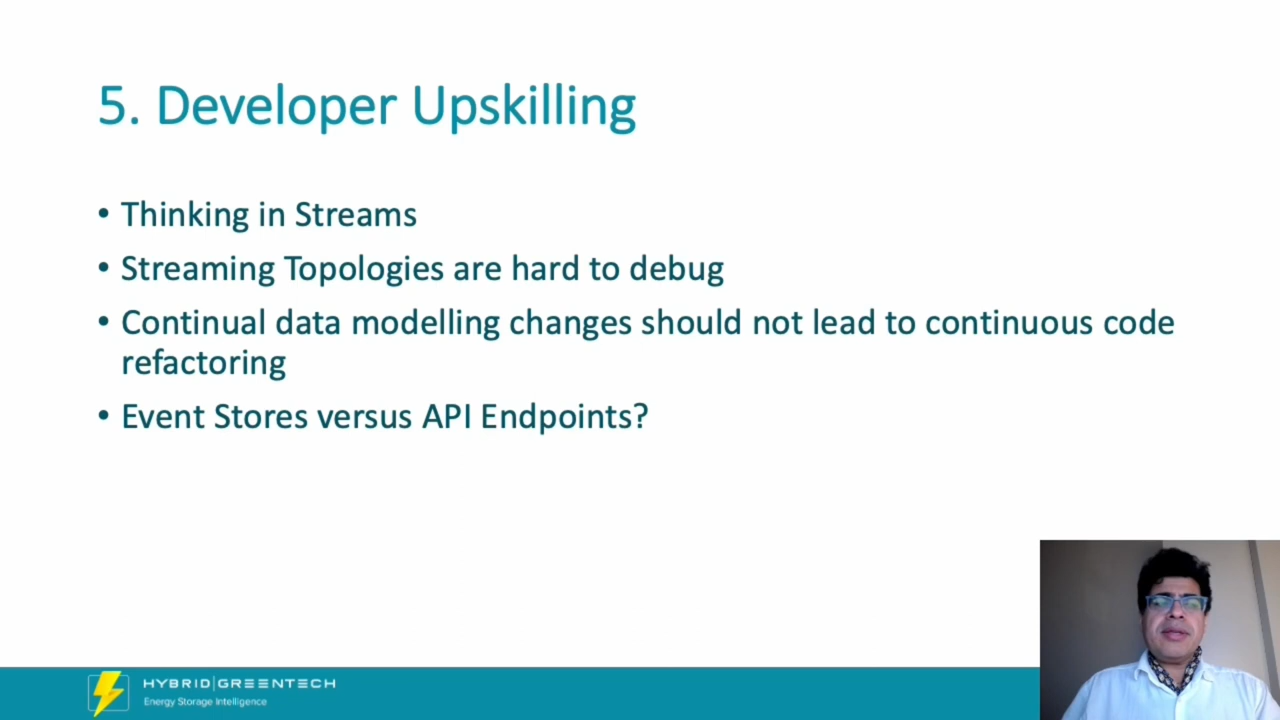 5. Developer Upskilling
• Thinking in Streams
• Streaming Topologies are hard to debug
• Continual data modelling changes should not lead to continuous code
refactoring
• Event Stores versus API Endpoints?
HYBRID|GREENTECH
Energy Storage Intelligence